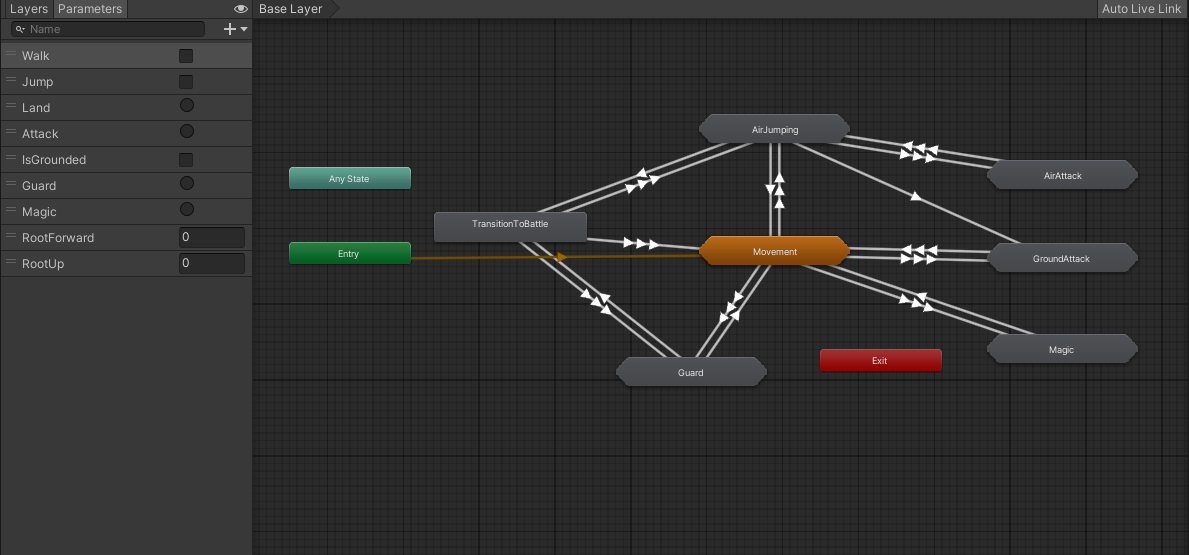 Layers Parameters
Base Layer
Auto Live Link
Name
Walk
Jump
Land
Attack
IsGrounded
Guard
Magic
RootForward 0
RootUp 0
AirJumping
Any State
AirAttack
TransitionToBattle
Entry
Movement
GroundAttack
Magic
Exit
Guard